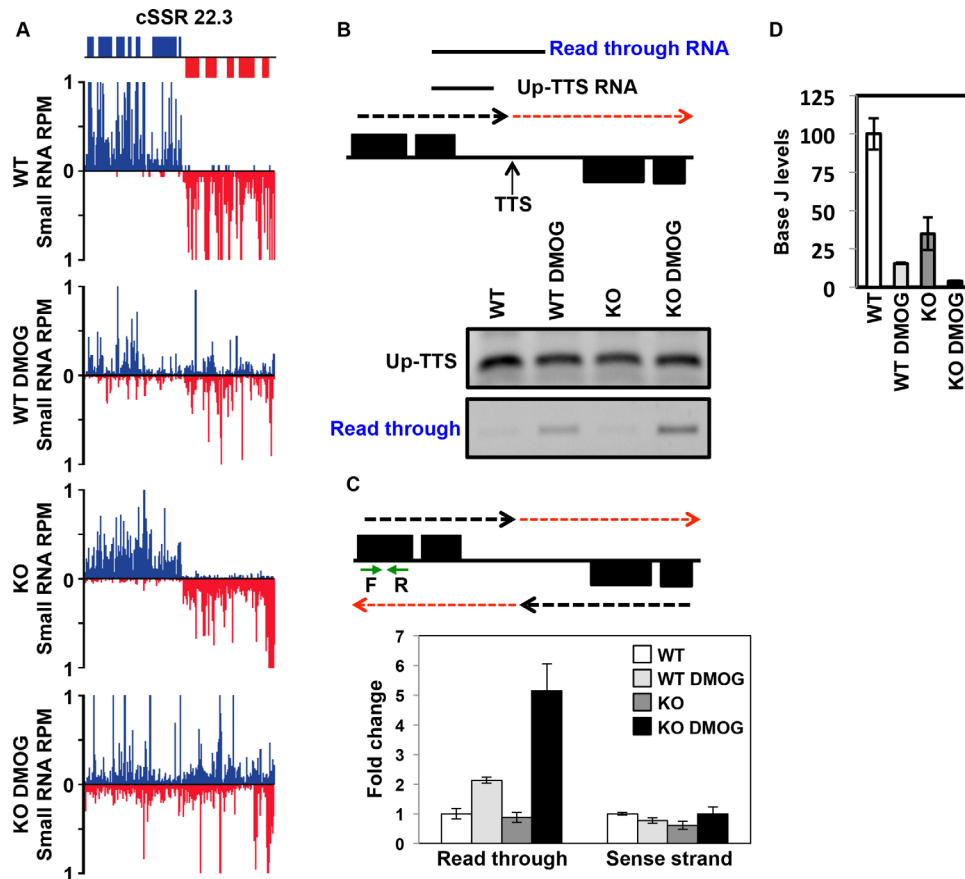 A
cSSR 22.3
1
0
1
WT
Small RNA RPM
1
0
1
WT DMOG
Small RNA RPM
1
0
1
KO
Small RNA RPM
1
0
1
KO DMOG
Small RNA RPM
B
Read through RNA
Up-TTS RNA
TTS
WT
WT DMOG
KO
KO DMOG
Up-TTS
Read through
C
F R
Fold change
7
6
5
4
3
2
1
0
WT
WT DMOG
KO
KO DMOG
Read through
Sense strand
D
Base J levels
125
100
75
50
25
0
WT
WT DMOG
KO
KO DMOG